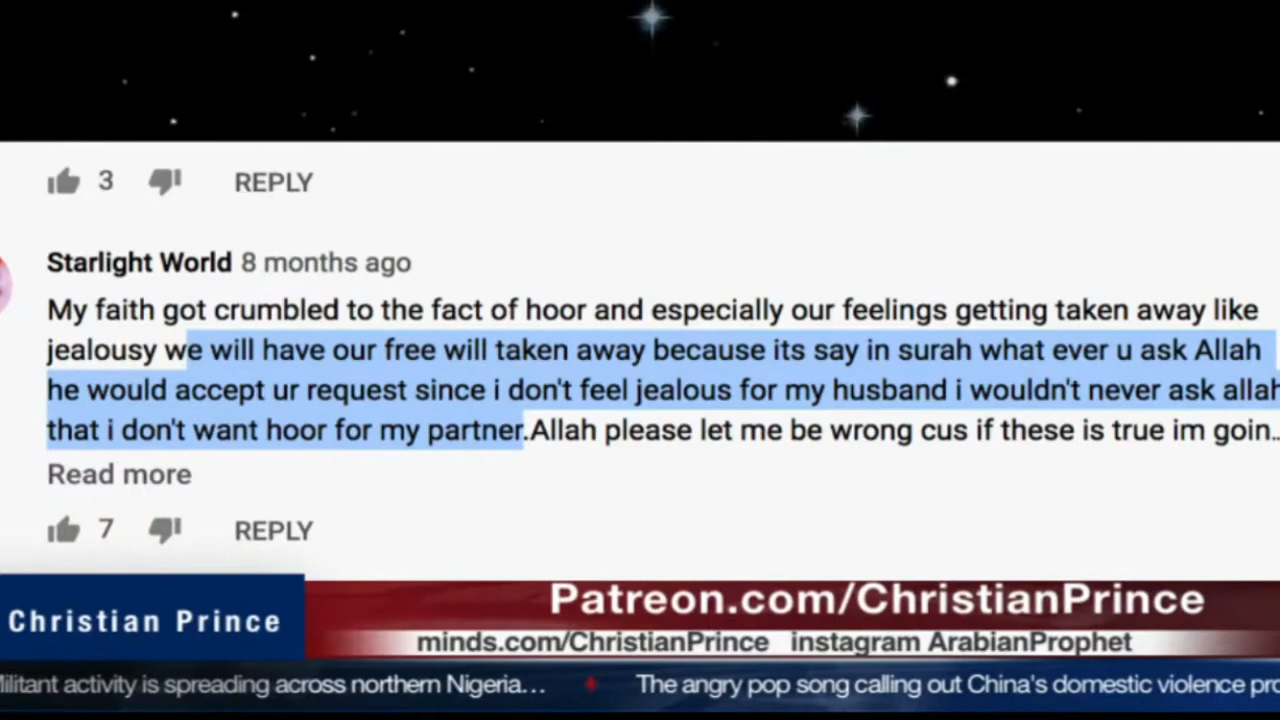 3 REPLY
Starlight World 8 months ago
My faith got crumbled to the fact of hoor and especially our feelings getting taken away like
jealousy we will have our free will taken away because its say in surah what ever u ask Allah
he would accept ur request since i don't feel jealous for my husband i wouldn't never ask allah
that i don't want hoor for my partner.Allah please let me be wrong cus if these is true im goin...
Read more
7 REPLY
Christian Prince
Patreon.com/ChristianPrince
minds.com/ChristianPrince instagram ArabianProphet
Militant activity is spreading across northern Nigeria... The angry pop song calling out China's domestic violence pro